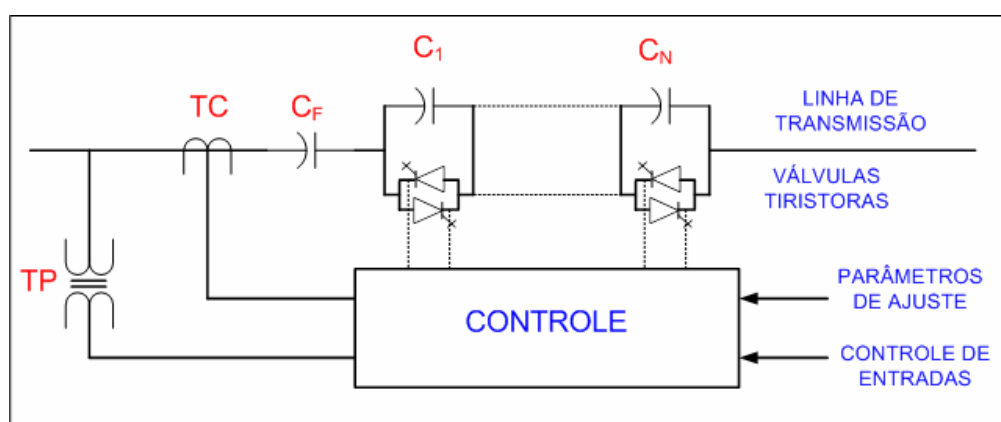 C1
CN
TC
CF
LINHA DE
TRANSMISSÃO
VÁLVULAS
TIRISTORAS
TP
CONTROLE
PARÂMETROS
DE AJUSTE
CONTROLE DE
ENTRADAS